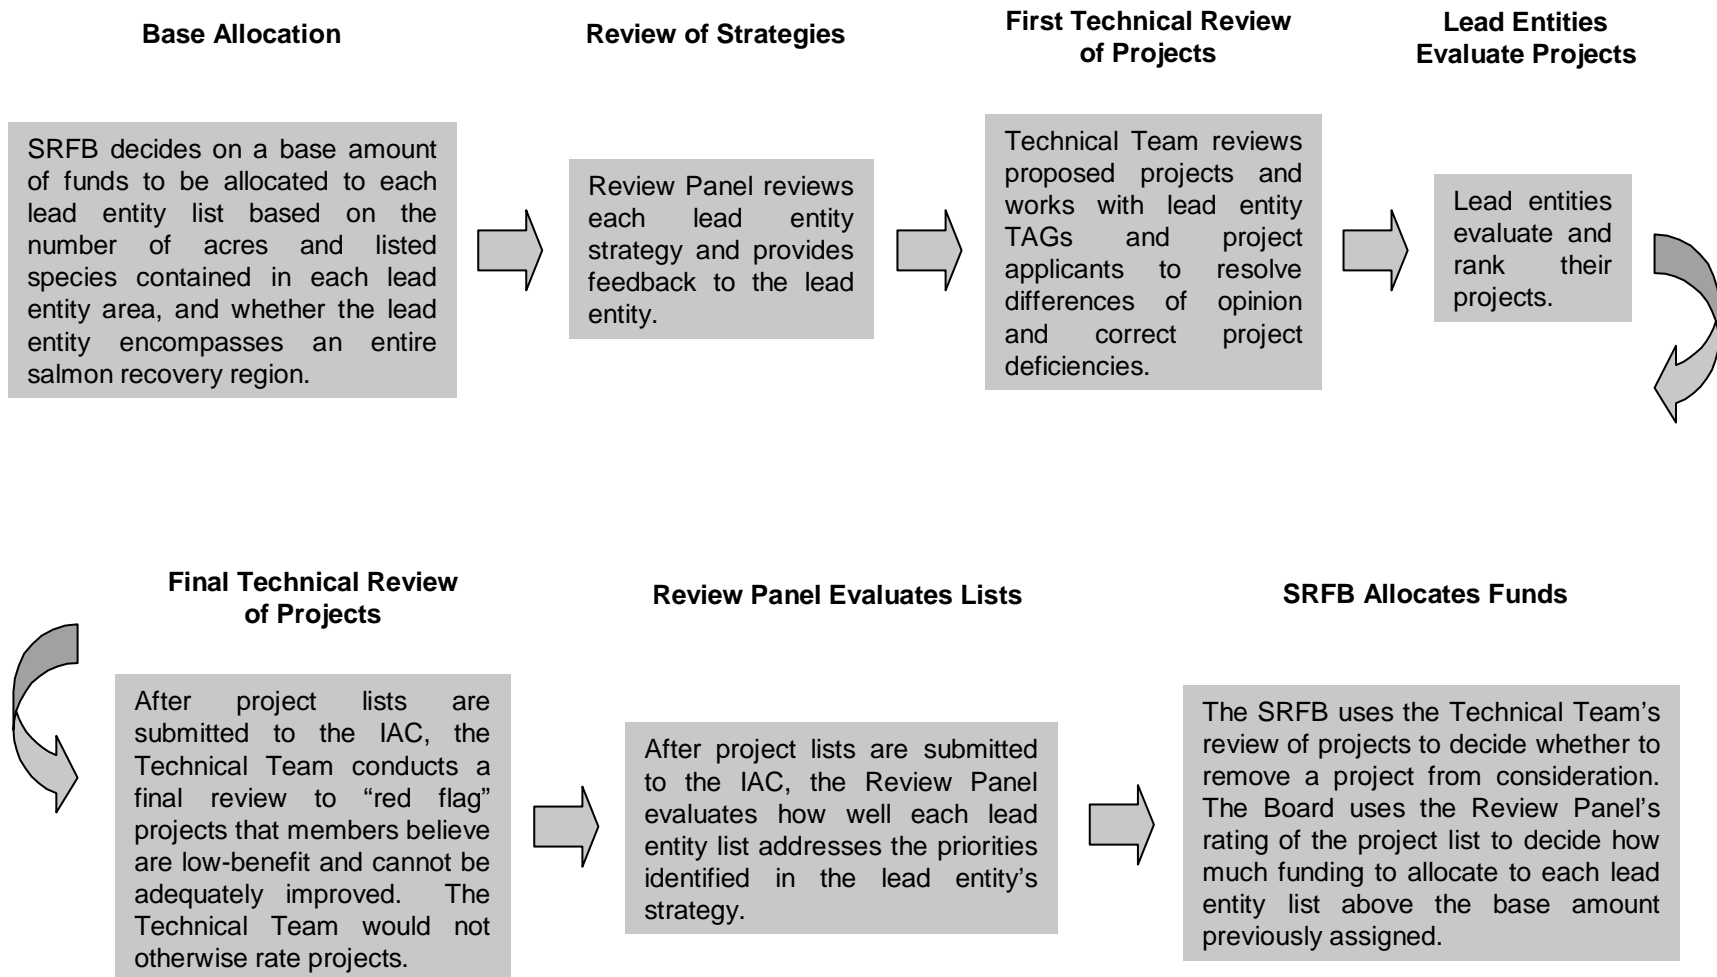 Base Allocation
Review of Strategies
First Technical Review
of Projects
Lead Entities
Evaluate Projects
SRFB decides on a base amount
of funds to be allocated to each
lead entity list based on the
number of acres and listed
species contained in each lead
entity area, and whether the lead
entity encompasses an entire
salmon recovery region.
Review Panel reviews
each lead entity
strategy and provides
feedback to the lead
entity.
Technical Team reviews
proposed projects and
works with lead entity
TAGs and project
applicants to resolve
differences of opinion
and correct project
deficiencies.
Lead entities
evaluate and
rank their
projects.
Final Technical Review
of Projects
Review Panel Evaluates Lists
SRFB Allocates Funds
After project lists are
submitted to the IAC, the
Technical Team conducts a
final review to “red flag”
projects that members believe
are low-benefit and cannot be
adequately improved. The
Technical Team would not
otherwise rate projects.
After project lists are submitted
to the IAC, the Review Panel
evaluates how well each lead
entity list addresses the priorities
identified in the lead entity’s
strategy.
The SRFB uses the Technical Team’s
review of projects to decide whether to
remove a project from consideration.
The Board uses the Review Panel’s
rating of the project list to decide how
much funding to allocate to each lead
entity list above the base amount
previously assigned.